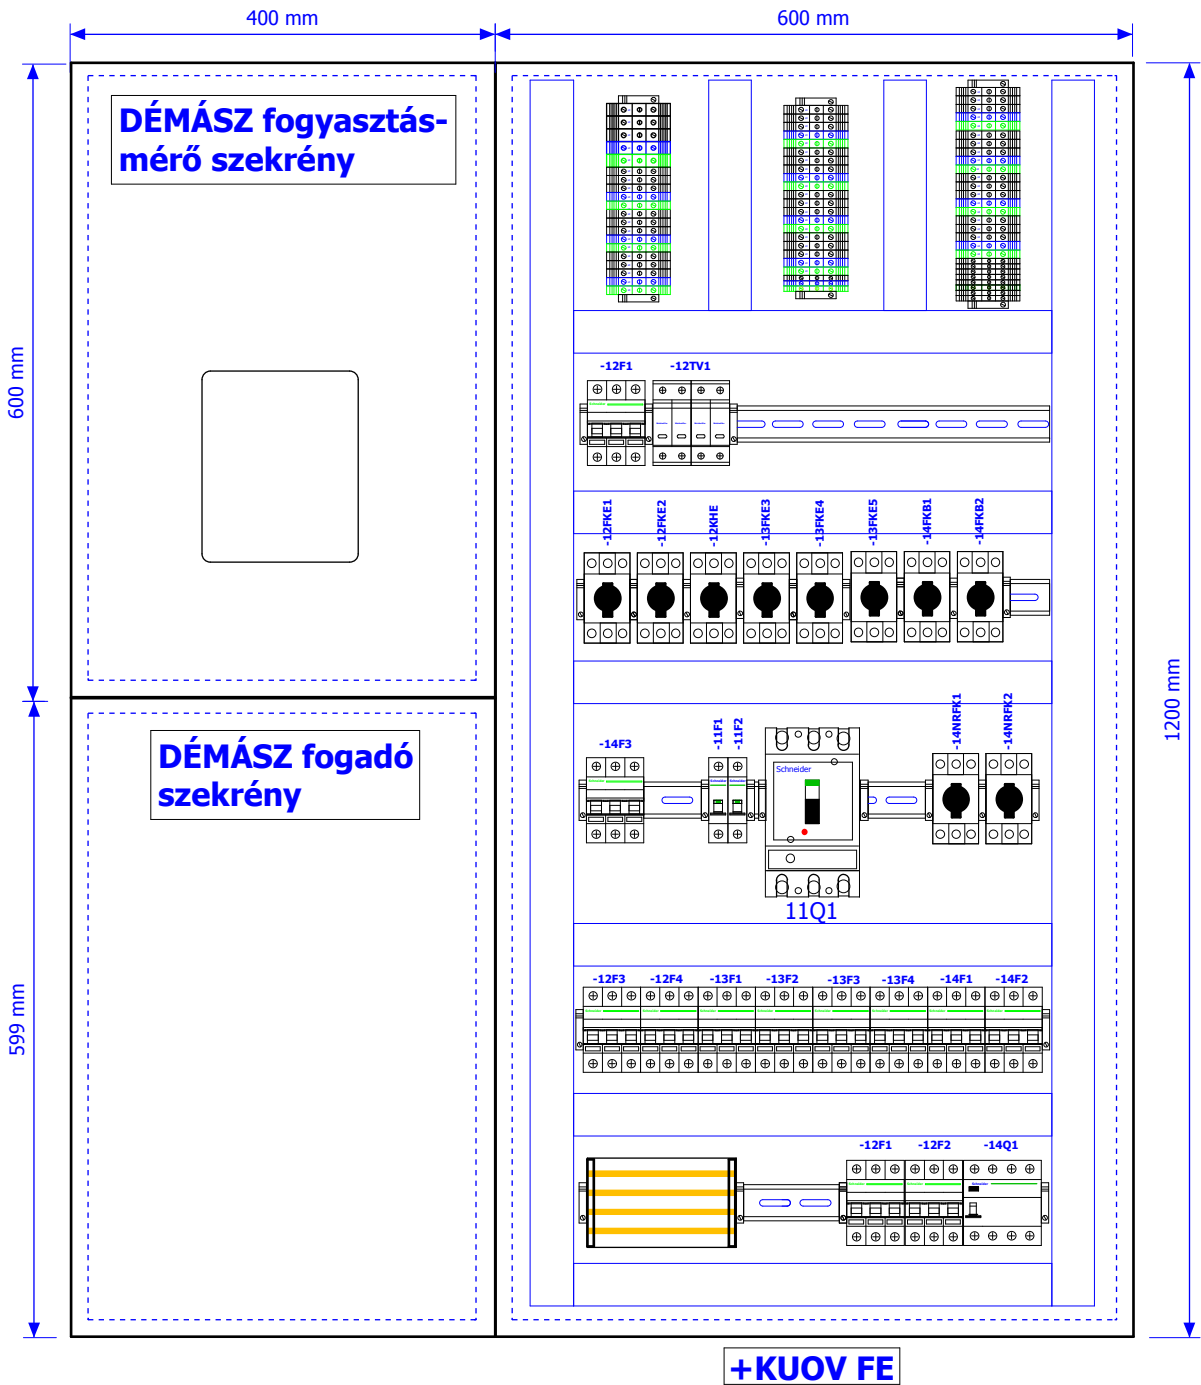 400 mm
600 mm
DÉMÁSZ fogyasztás-
mérő szekrény
600 mm
-12F1
-12TV1
Schneider
-12FKE1
-12FKE2
-12KHE
-13FKE3
-13FKE4
-13FKE5
-14FKB1
-14FKB2
1200 mm
DÉMÁSZ fogadó
szekrény
-14F3
-11F1
-11F2
Schneider
-14NRFK1
-14NRFK2
11Q1
599 mm
-12F3
-12F4
-13F1
-13F2
-13F3
-13F4
-14F1
-14F2
-12F1
-12F2
-14Q1
Schneider
+KUOV FE